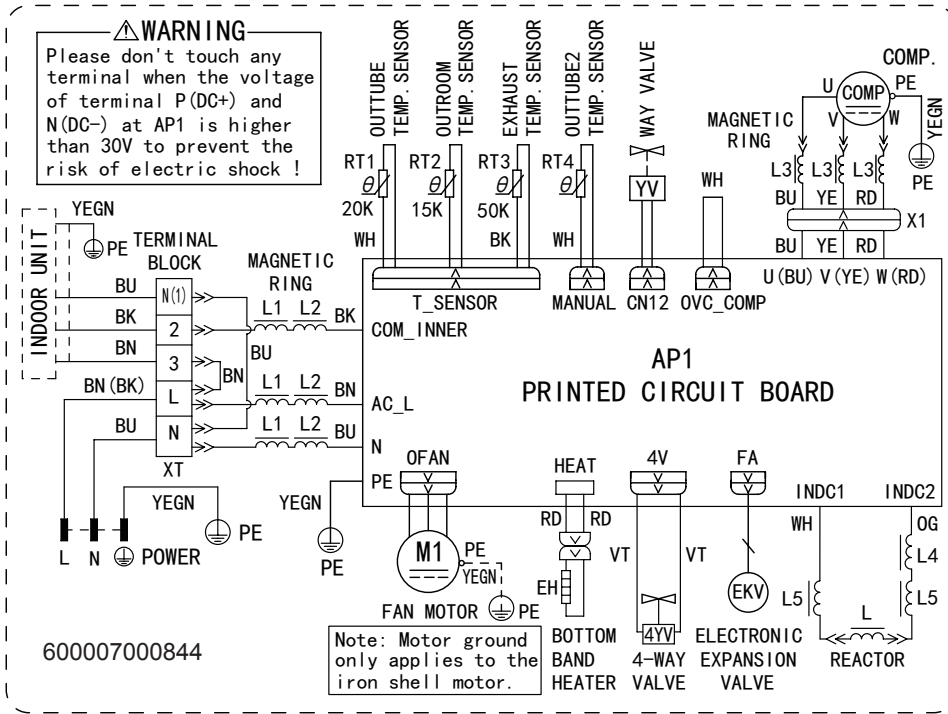 WARNING
Please don't touch any
terminal when the voltage
of terminal P(DC+) and
N(DC-) at AP1 is higher
than 30V to prevent the
risk of electric shock !
OUTTUBE
TEMP. SENSOR
OUTROOM
TEMP. SENSOR
EXHAUST
TEMP. SENSOR
OUTTUBE2
TEMP. SENSOR
WAY VALVE
RT1
RT2
RT3
RT4
θ
θ
θ
θ
20K
15K
50K
YV
WH
BK
WH
WH
COMP.
U
COMP
PE
V
W
YEGN
PE
MAGNETIC
RING
L3
L3
L3
BU
YE
RD
X1
BU
YE
RD
U(BU) V(YE) W(RD)
INDOOR UNIT
YEGN
PE
TERMINAL
BLOCK
MAGNETIC
RING
BU
N(1)
BK
2
L1 L2
BK
COM_INNER
BN
3
BU
BN
BN(BK)
L
L1 L2
BN
AC_L
BU
N
L1 L2
BU
N
XT
YEGN
PE
L
N
POWER
T_SENSOR
MANUAL
CN12
OVC_COMP
AP1
PRINTED CIRCUIT BOARD
PE
YEGN
PE
OFAN
M1
PE
YEGN
PE
FAN MOTOR
Note: Motor ground
only applies to the
iron shell motor.
HEAT
RD
RD
EH
BOTTOM
BAND
HEATER
4V
VT
VT
4YV
4-WAY
VALVE
FA
EKV
ELECTRONIC
EXPANSION
VALVE
INDC1
INDC2
WH
OG
L4
L5
L5
L
REACTOR
600007000844